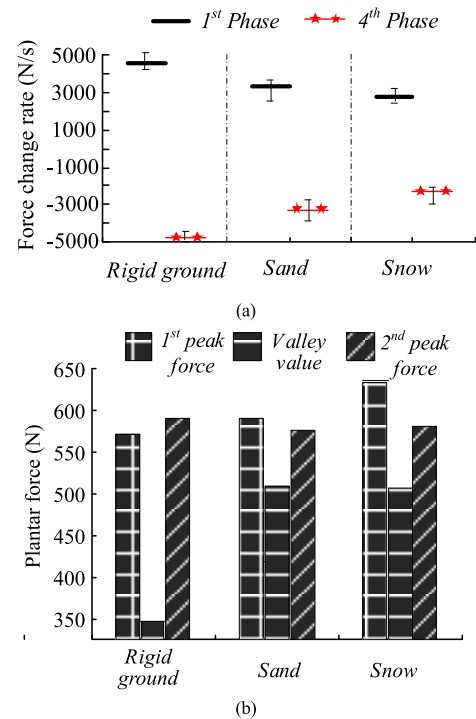 1st Phase 4th Phase
Force change rate (N/s)
5000
3000
1000
-1000
-3000
-5000
Rigid ground Sand Snow
(a)
1st peak force Valley value 2nd peak force
Plantar force (N)
650
600
550
500
450
400
350
Rigid ground Sand Snow
(b)